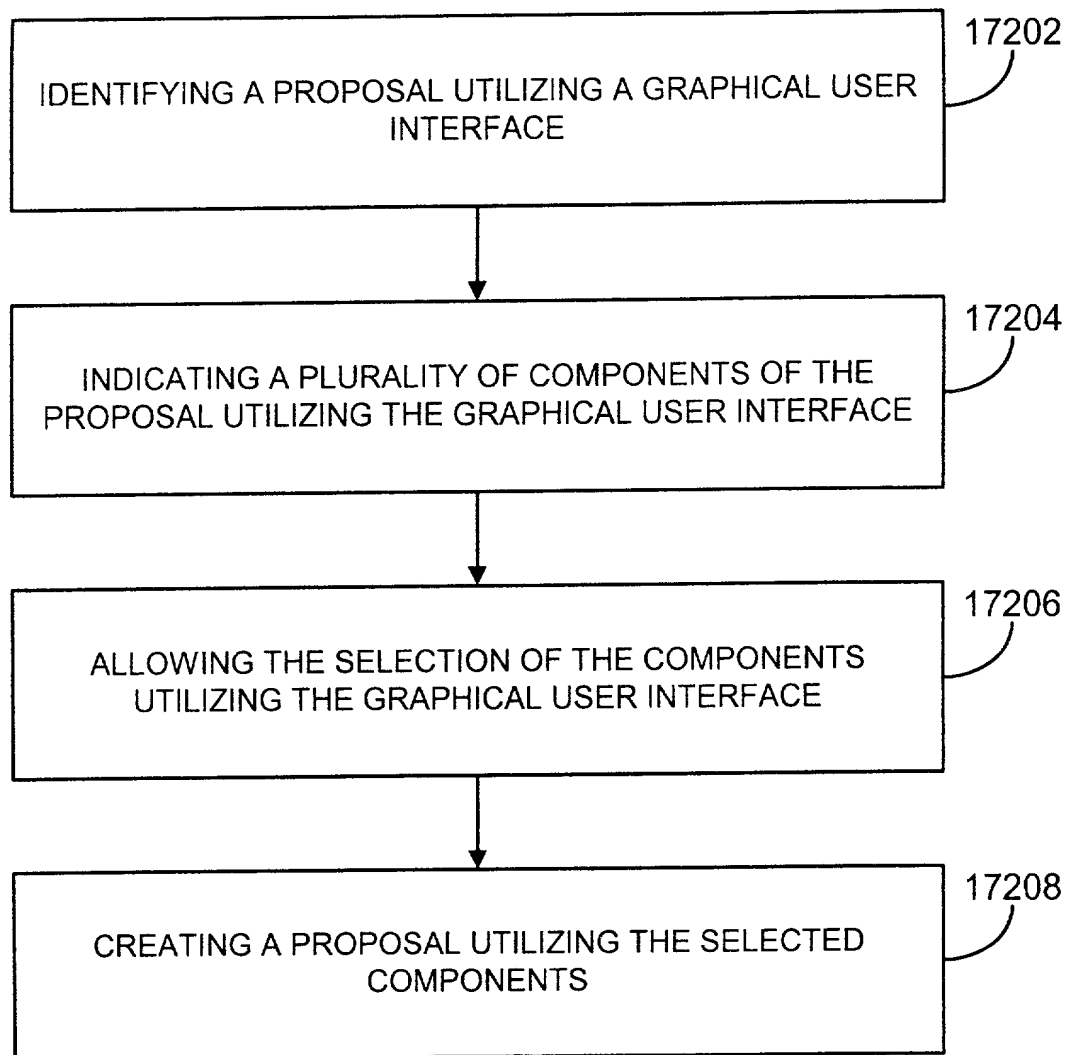 17202
IDENTIFYING A PROPOSAL UTILIZING A GRAPHICAL USER
INTERFACE
17204
INDICATING A PLURALITY OF COMPONENTS OF THE
PROPOSAL UTILIZING THE GRAPHICAL USER INTERFACE
17206
ALLOWING THE SELECTION OF THE COMPONENTS
UTILIZING THE GRAPHICAL USER INTERFACE
17208
CREATING A PROPOSAL UTILIZING THE SELECTED
COMPONENTS